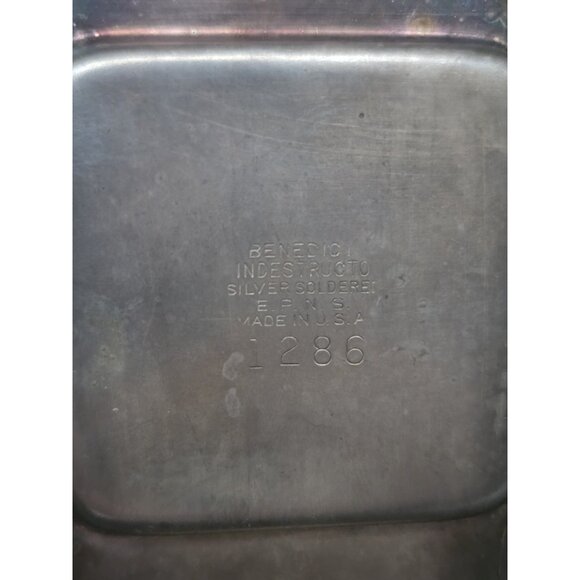 BENEDICT
INDESTRUCTO
SILVER SOLDERED
E.P.N.S.
MADE IN U.S.A
1286